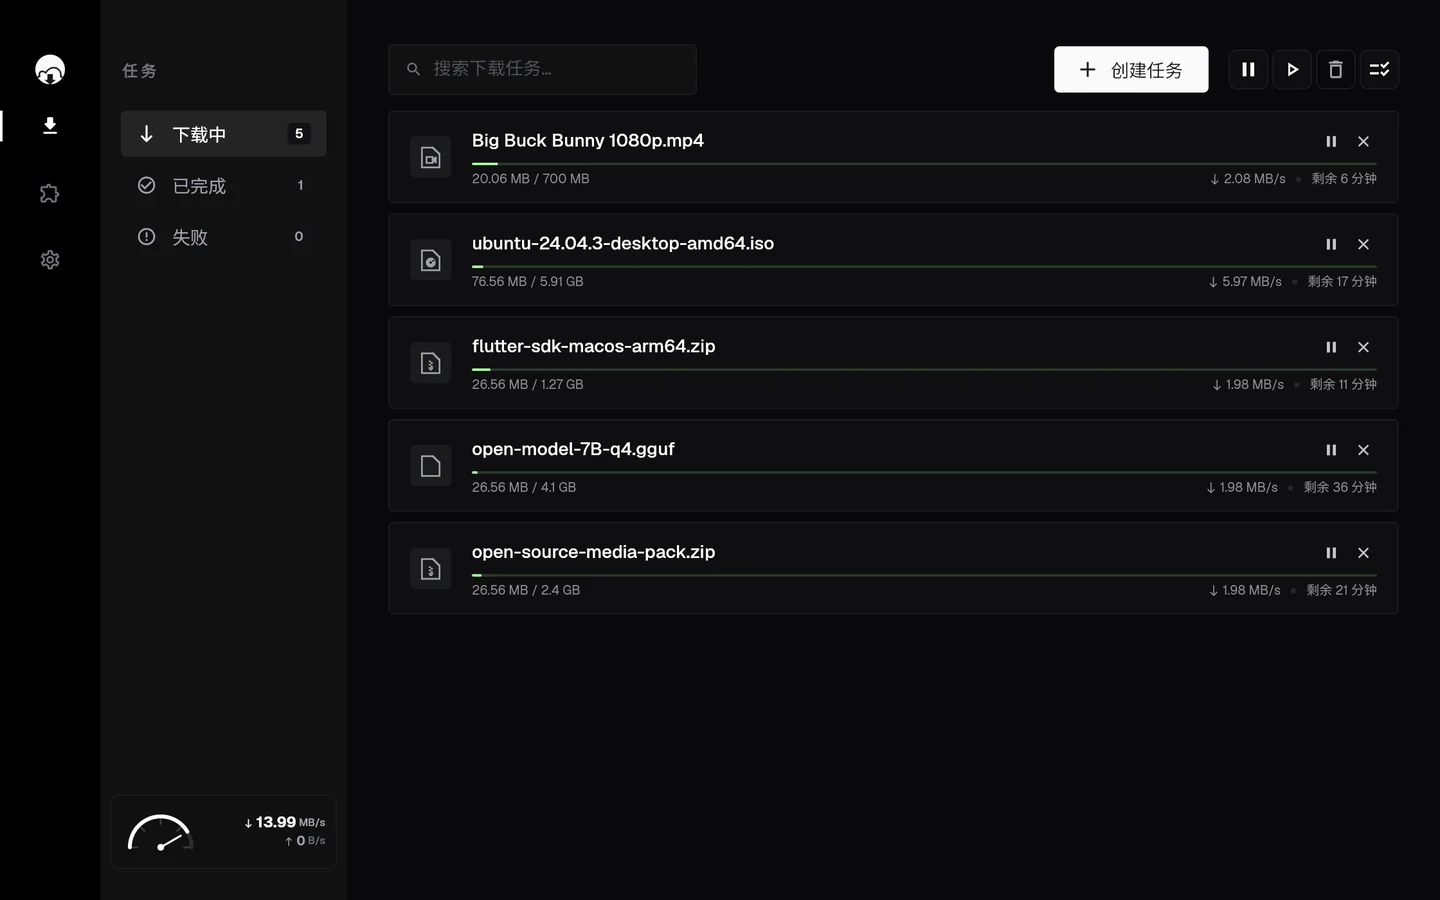 任务
下载中 5
已完成 1
失败 0
↓ 13.99 MB/s
↑ 0 B/s
搜索下载任务...
+ 创建任务
Big Buck Bunny 1080p.mp4
20.06 MB / 700 MB ↓ 2.08 MB/s • 剩余 6 分钟
ubuntu-24.04.3-desktop-amd64.iso
76.56 MB / 5.91 GB ↓ 5.97 MB/s • 剩余 17 分钟
flutter-sdk-macos-arm64.zip
26.56 MB / 1.27 GB ↓ 1.98 MB/s • 剩余 11 分钟
open-model-7B-q4.gguf
26.56 MB / 4.1 GB ↓ 1.98 MB/s • 剩余 36 分钟
open-source-media-pack.zip
26.56 MB / 2.4 GB ↓ 1.98 MB/s • 剩余 21 分钟